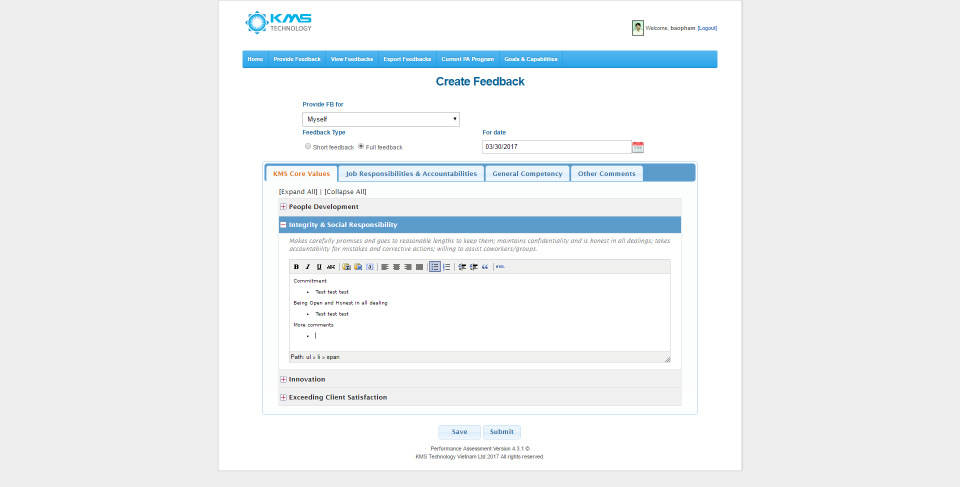 KMS
TECHNOLOGY
Welcome, baopham [Logout]
Home Provide Feedback View Feedbacks Export Feedbacks Current PA Program Goals & Capabilities
Create Feedback
Provide FB for
Myself
Feedback Type For date
Short feedback Full feedback 03/30/2017
KMS Core Values Job Responsibilities & Accountabilities General Competency Other Comments
[Expand All] | [Collapse All]
People Development
Integrity & Social Responsibility
Makes carefully promises and goes to reasonable lengths to keep them; maintains confidentiality and is honest in all dealings; takes
accountability for mistakes and corrective actions; willing to assist coworkers/groups.
B I U ABC HTML
Commitment
• Test test test
Being Open and Honest in all dealing
• Test test test
More comments
•
Path: ul » li » span
Innovation
Exceeding Client Satisfaction
Save Submit
Performance Assessment Version 4.3.1 ©
KMS Technology Vietnam Ltd 2017 All rights reserved.